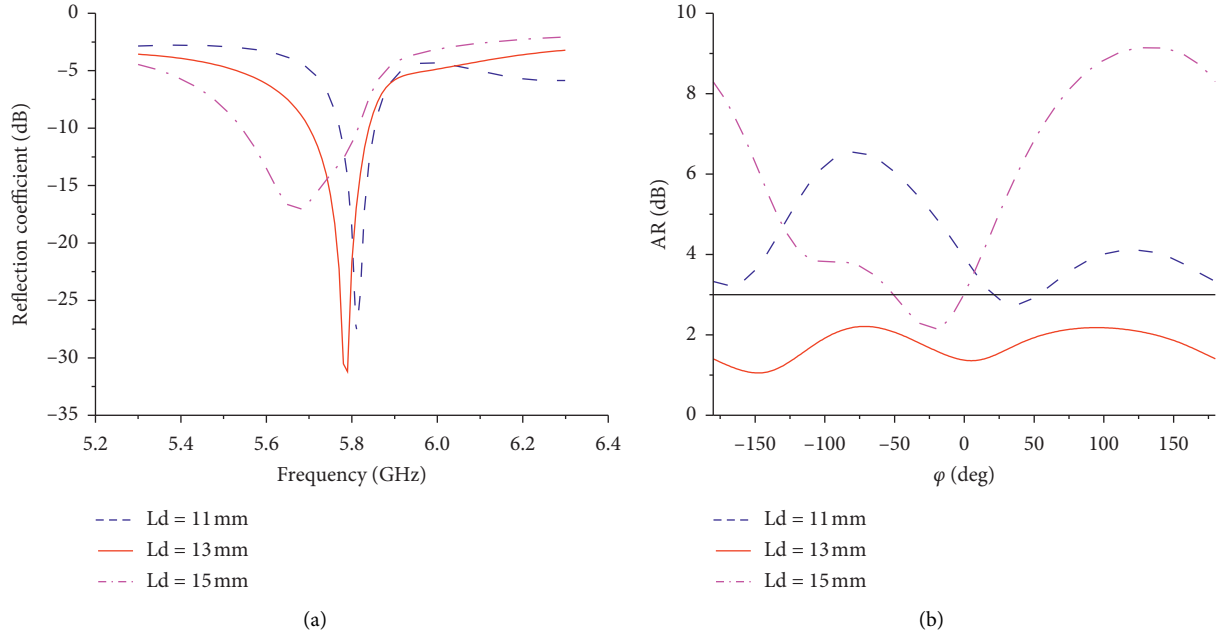 0
–5
–10
–15
–20
–25
–30
–35
Reflection coefficient (dB)
5.2
5.4
5.6
5.8
6.0
6.2
6.4
Frequency (GHz)
Ld = 11 mm
Ld = 13 mm
Ld = 15 mm
(a)
10
8
6
4
2
0
AR (dB)
–150
–100
–50
0
50
100
150
φ (deg)
Ld = 11 mm
Ld = 13 mm
Ld = 15 mm
(b)